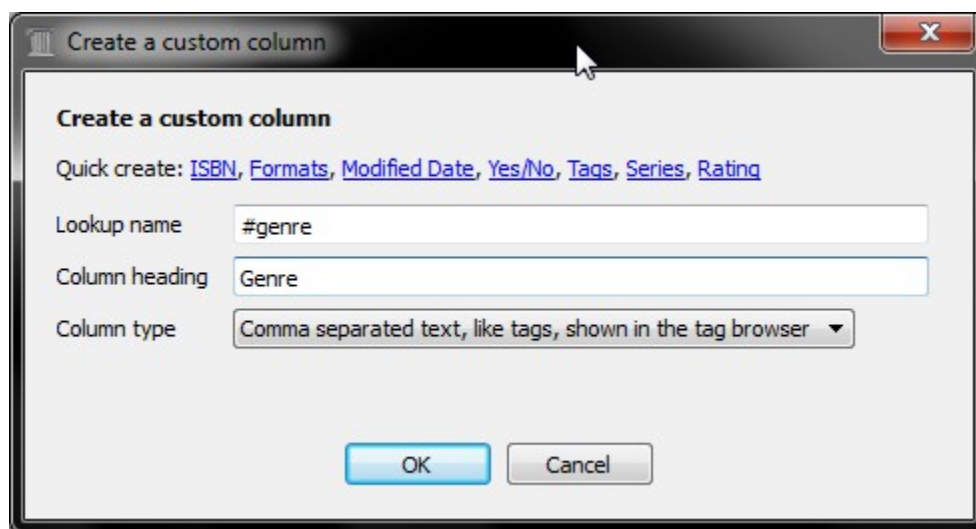 Create a custom column
Create a custom column
Quick create: ISBN, Formats, Modified Date, Yes/No, Tags, Series, Rating
Lookup name #genre
Column heading Genre
Column type Comma separated text, like tags, shown in the tag browser
OK Cancel